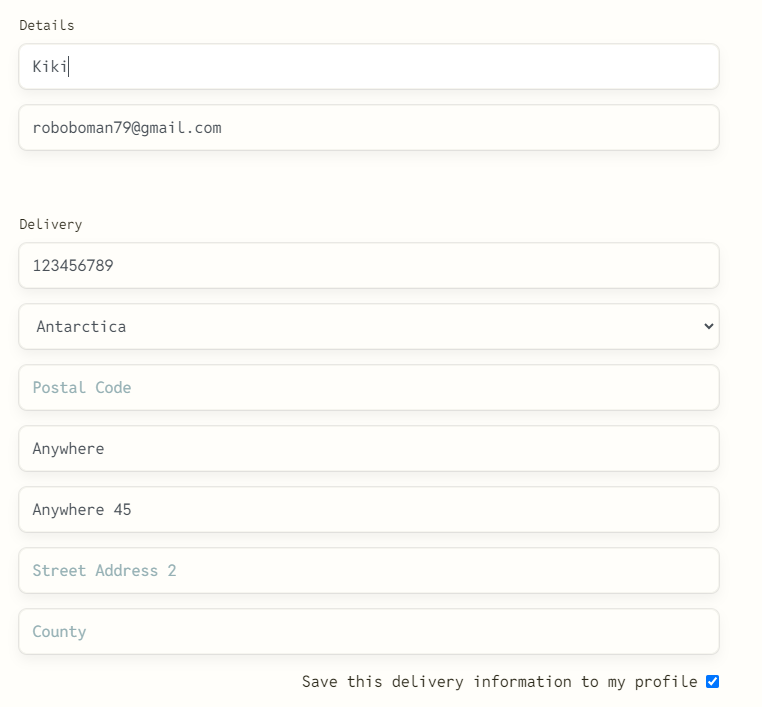 Details
Kiki
roboboman79@gmail.com
Delivery
123456789
Antarctica
Postal Code
Anywhere
Anywhere 45
Street Address 2
County
Save this delivery information to my profile